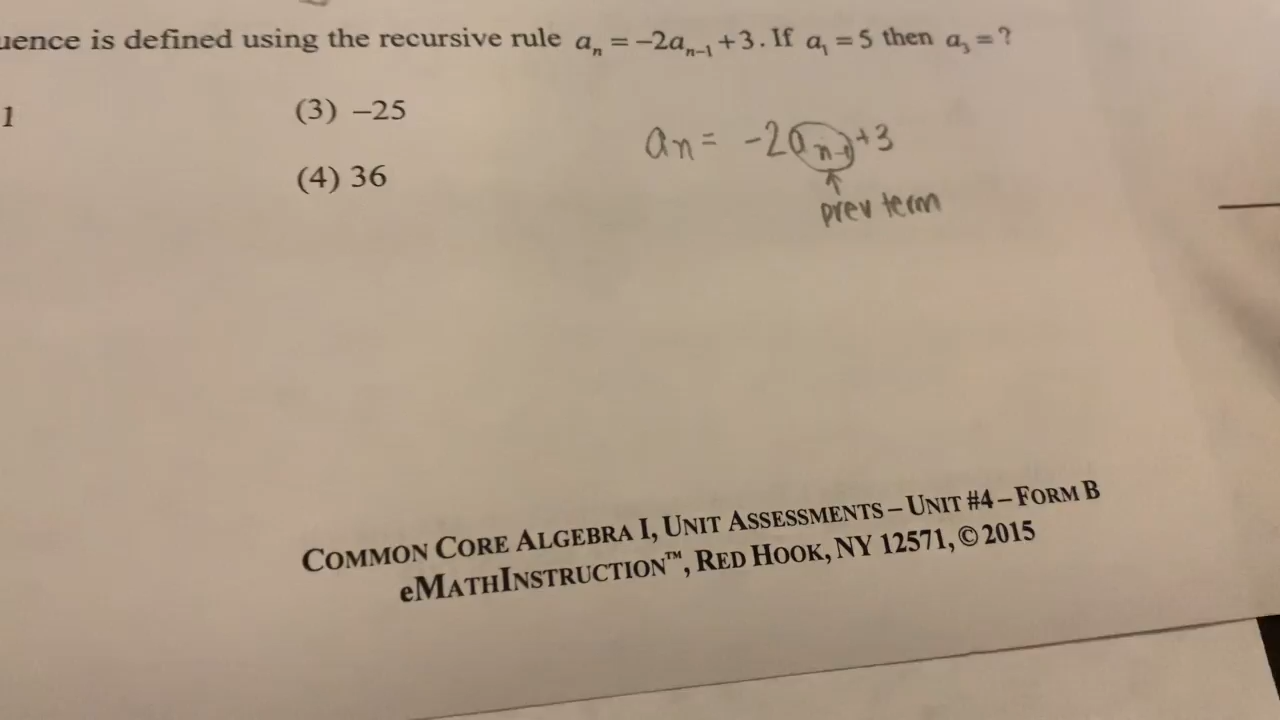 uence is defined using the recursive rule aₙ = −2aₙ₋₁ + 3. If a₁ = 5 then a₃ = ?
1
(3) −25
(4) 36
an = -2aₙ₋₁ + 3
prev term
COMMON CORE ALGEBRA I, UNIT ASSESSMENTS – UNIT #4 – FORM B
eMATHINSTRUCTION™, RED HOOK, NY 12571, © 2015